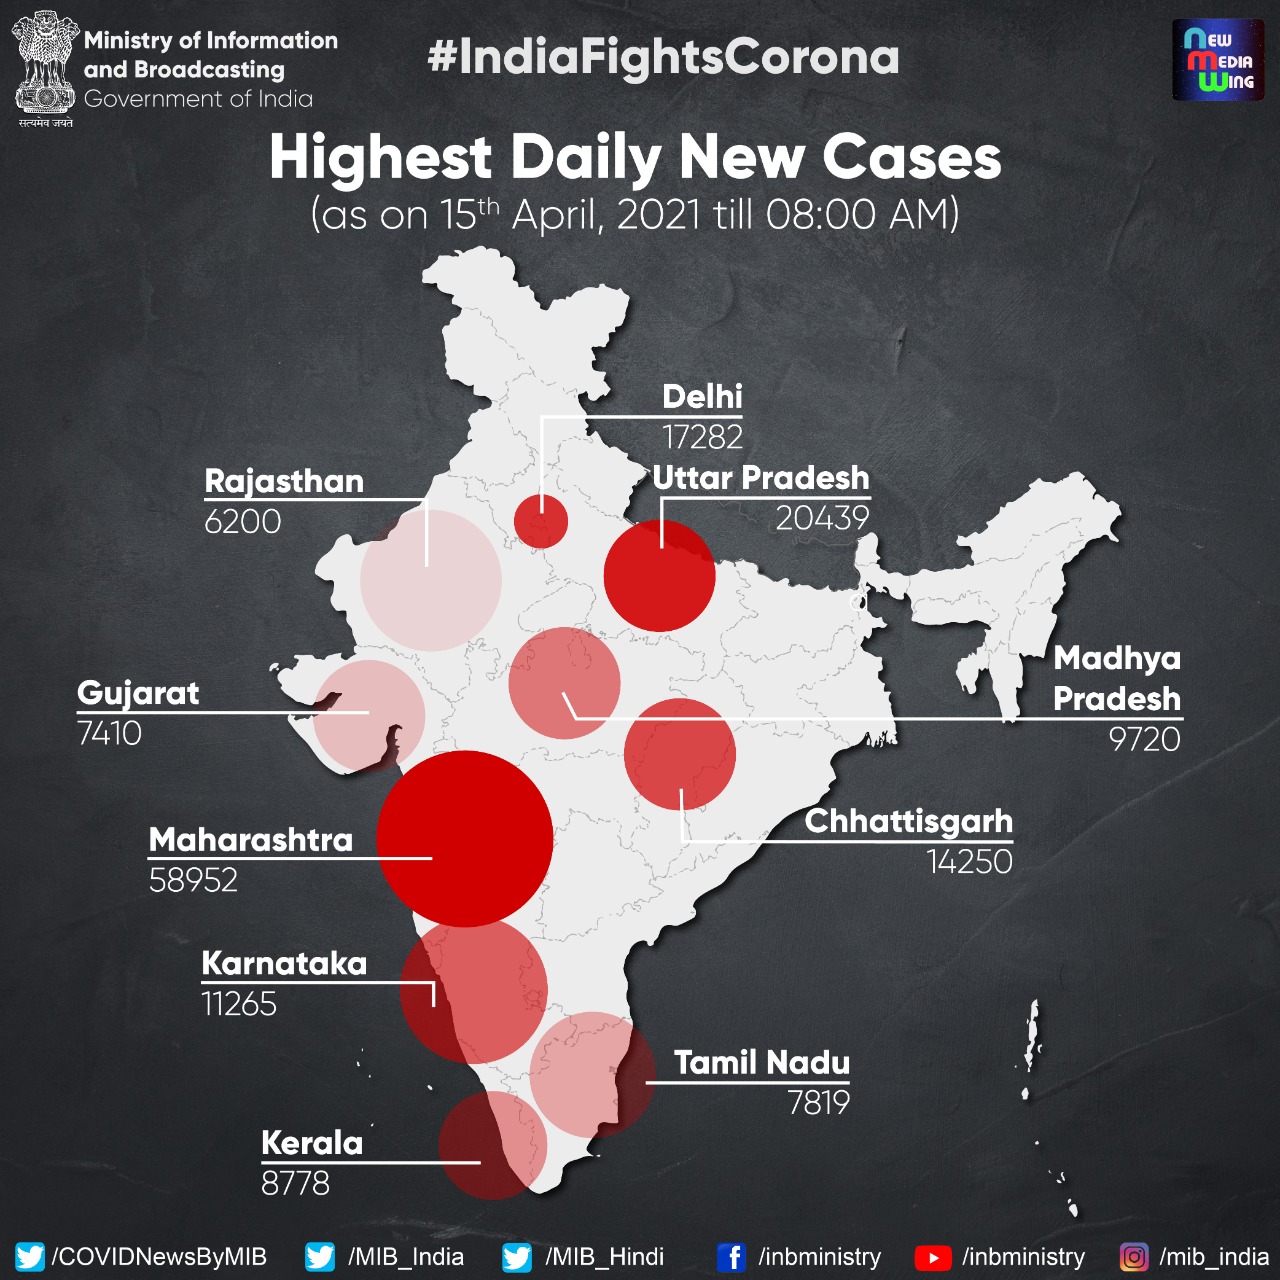 Ministry of Information
and Broadcasting
Government of India
सत्यमेव जयते
#IndiaFightsCorona
NEW
MEDIA
WING
Highest Daily New Cases
(as on 15th April, 2021 till 08:00 AM)
Delhi
17282
Rajasthan
6200
Uttar Pradesh
20439
Gujarat
7410
Madhya
Pradesh
9720
Maharashtra
58952
Chhattisgarh
14250
Karnataka
11265
Tamil Nadu
7819
Kerala
8778
/COVIDNewsByMIB
/MIB_India
/MIB_Hindi
/inbministry
/inbministry
/mib_india